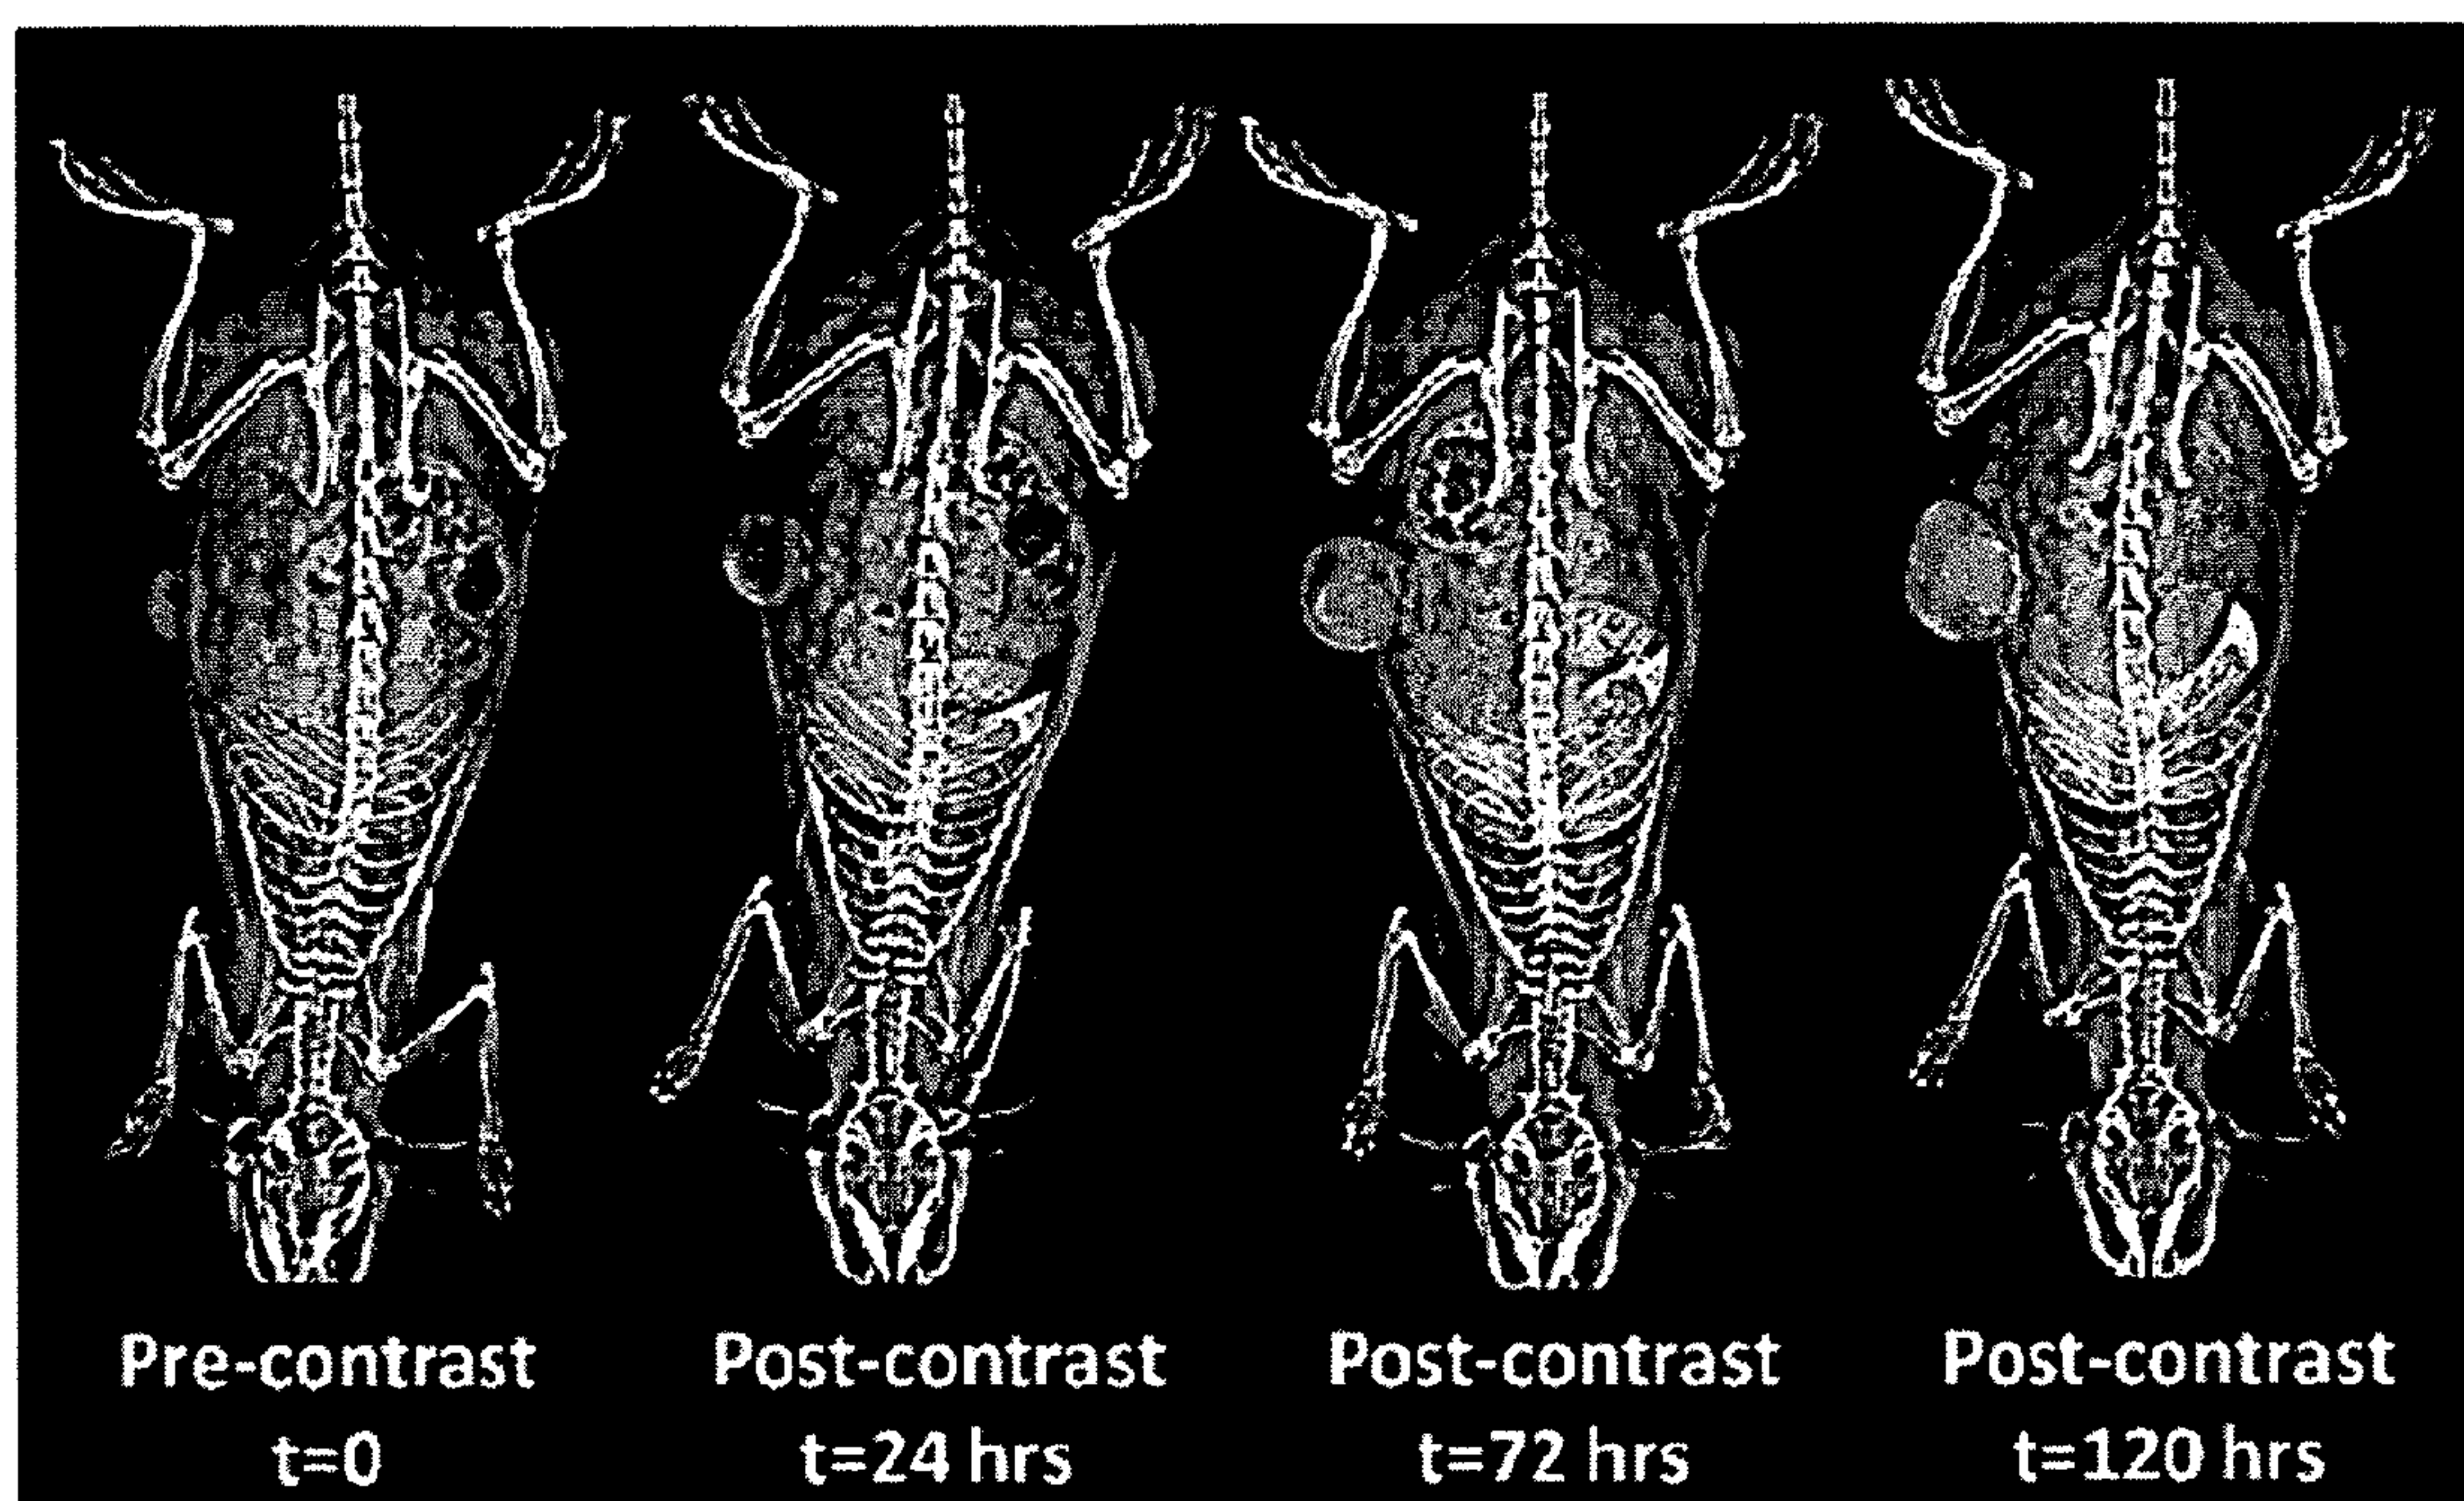 Pre-contrast
t=0
Post-contrast
t=24 hrs
Post-contrast
t=72 hrs
Post-contrast
t=120 hrs